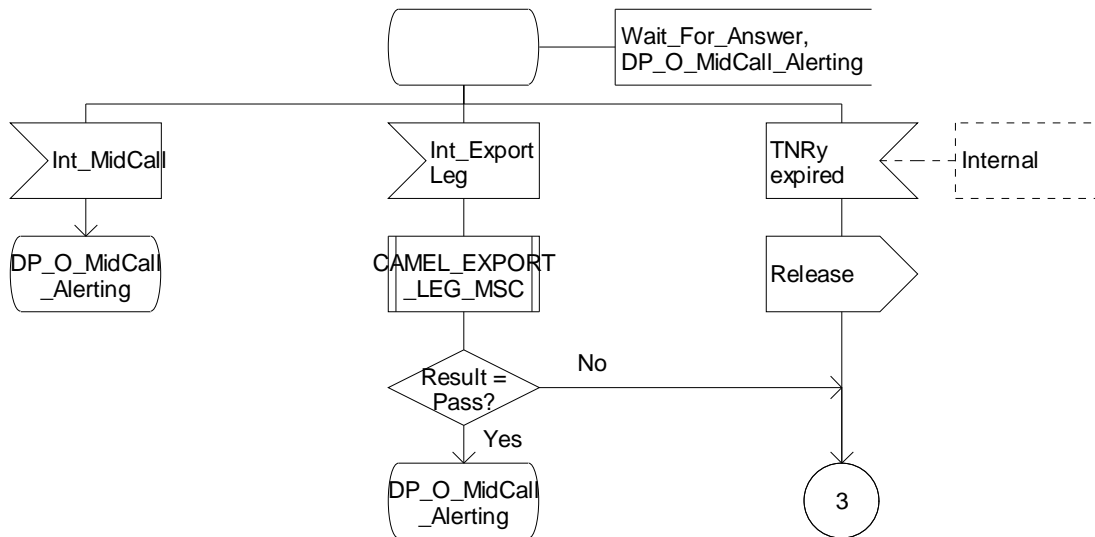 Wait_For_Answer,
DP_O_MidCall_Alerting
Int_MidCall
Int_Export
Leg
TNRy
expired
Internal
DP_O_MidCall
_Alerting
CAMEL_EXPORT
_LEG_MSC
Release
Result =
Pass?
No
Yes
DP_O_MidCall
_Alerting
3